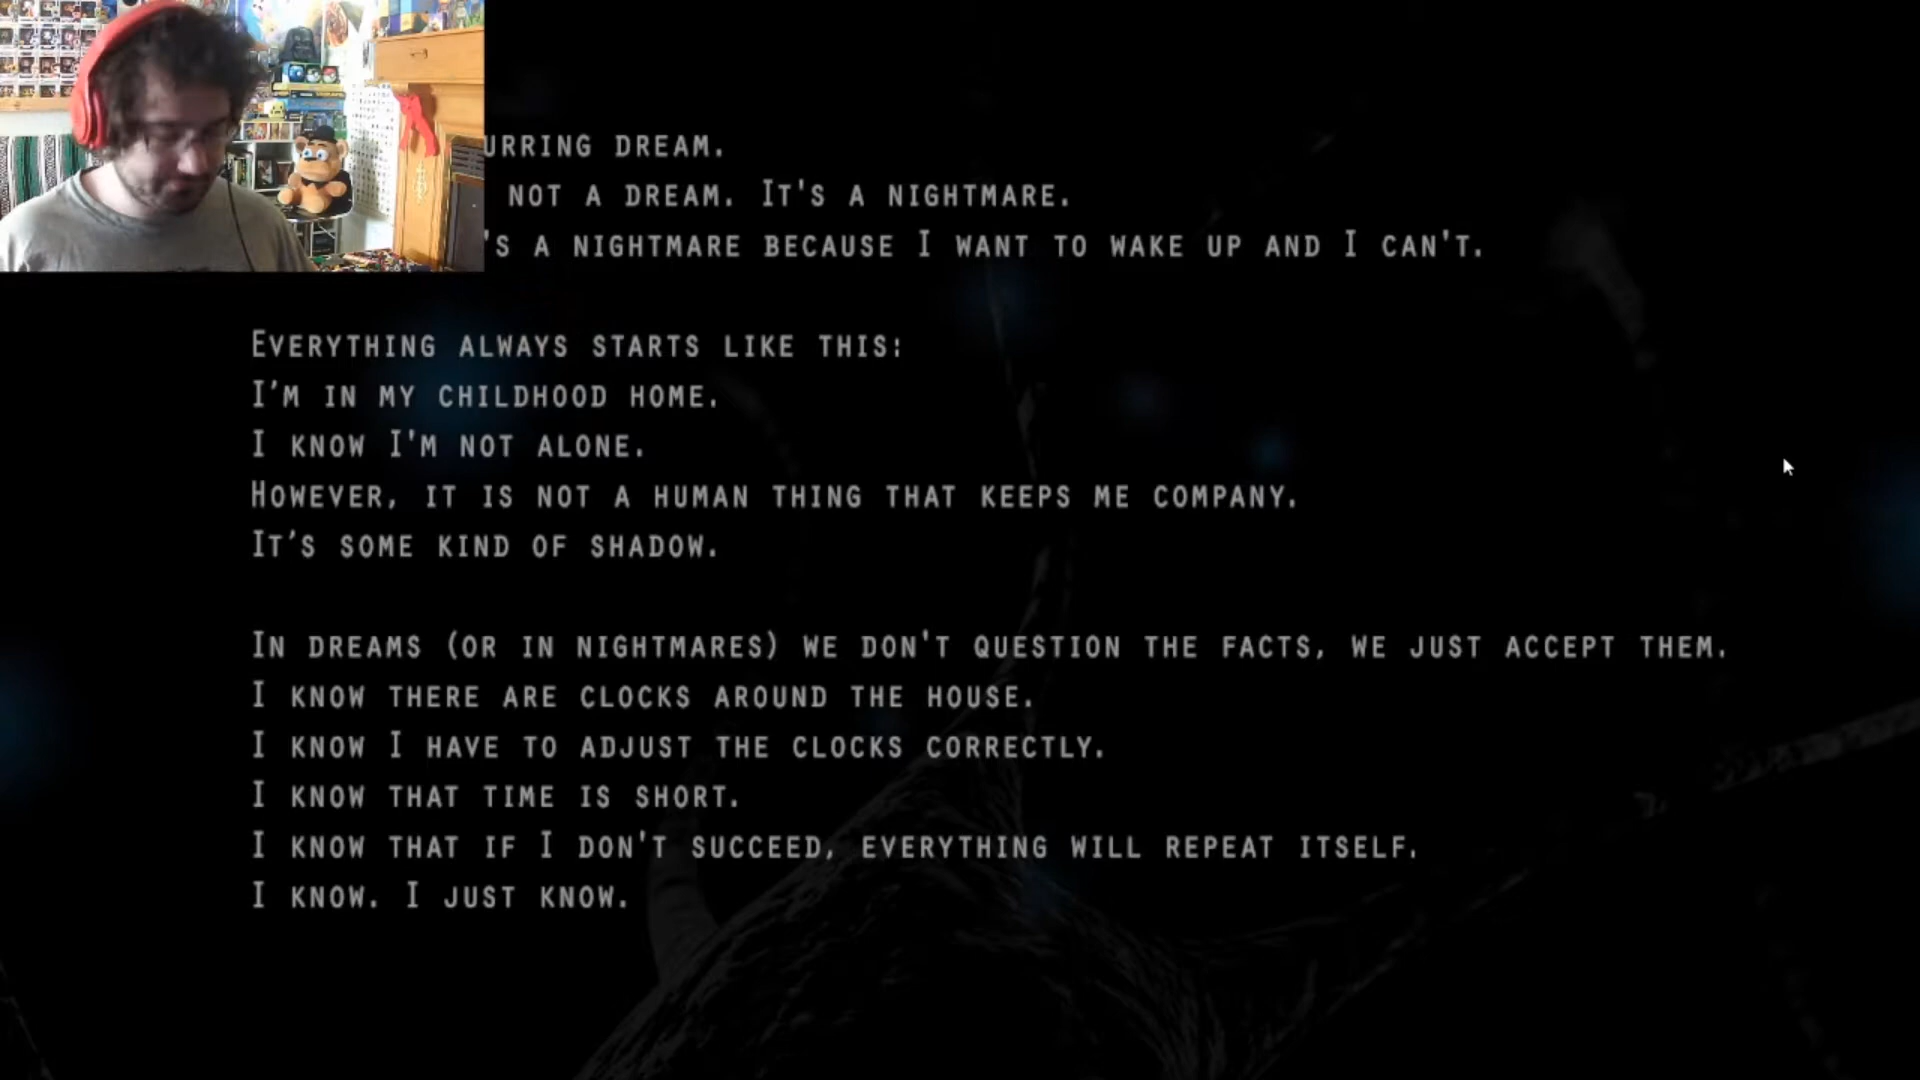 URRING DREAM.
NOT A DREAM. IT'S A NIGHTMARE.
'S A NIGHTMARE BECAUSE I WANT TO WAKE UP AND I CAN'T.
EVERYTHING ALWAYS STARTS LIKE THIS:
I'M IN MY CHILDHOOD HOME.
I KNOW I'M NOT ALONE.
HOWEVER, IT IS NOT A HUMAN THING THAT KEEPS ME COMPANY.
IT'S SOME KIND OF SHADOW.
IN DREAMS (OR IN NIGHTMARES) WE DON'T QUESTION THE FACTS, WE JUST ACCEPT THEM.
I KNOW THERE ARE CLOCKS AROUND THE HOUSE.
I KNOW I HAVE TO ADJUST THE CLOCKS CORRECTLY.
I KNOW THAT TIME IS SHORT.
I KNOW THAT IF I DON'T SUCCEED, EVERYTHING WILL REPEAT ITSELF.
I KNOW. I JUST KNOW.